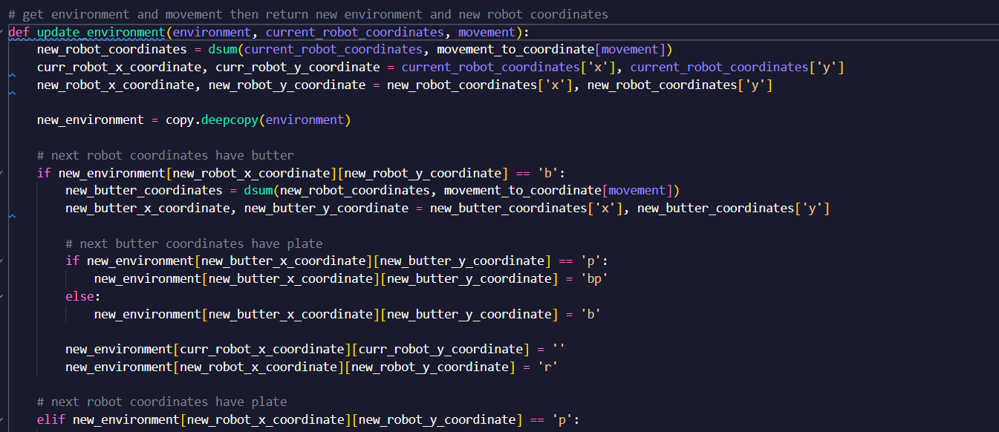 # get environment and movement then return new environment and new robot coordinates
def update_environment(environment, current_robot_coordinates, movement):
    new_robot_coordinates = dsum(current_robot_coordinates, movement_to_coordinate[movement])
    curr_robot_x_coordinate, curr_robot_y_coordinate = current_robot_coordinates['x'], current_robot_coordinates['y']
    new_robot_x_coordinate, new_robot_y_coordinate = new_robot_coordinates['x'], new_robot_coordinates['y']

    new_environment = copy.deepcopy(environment)

    # next robot coordinates have butter
    if new_environment[new_robot_x_coordinate][new_robot_y_coordinate] == 'b':
        new_butter_coordinates = dsum(new_robot_coordinates, movement_to_coordinate[movement])
        new_butter_x_coordinate, new_butter_y_coordinate = new_butter_coordinates['x'], new_butter_coordinates['y']

        # next butter coordinates have plate
        if new_environment[new_butter_x_coordinate][new_butter_y_coordinate] == 'p':
            new_environment[new_butter_x_coordinate][new_butter_y_coordinate] = 'bp'
        else:
            new_environment[new_butter_x_coordinate][new_butter_y_coordinate] = 'b'

        new_environment[curr_robot_x_coordinate][curr_robot_y_coordinate] = ''
        new_environment[new_robot_x_coordinate][new_robot_y_coordinate] = 'r'

    # next robot coordinates have plate
    elif new_environment[new_robot_x_coordinate][new_robot_y_coordinate] == 'p':